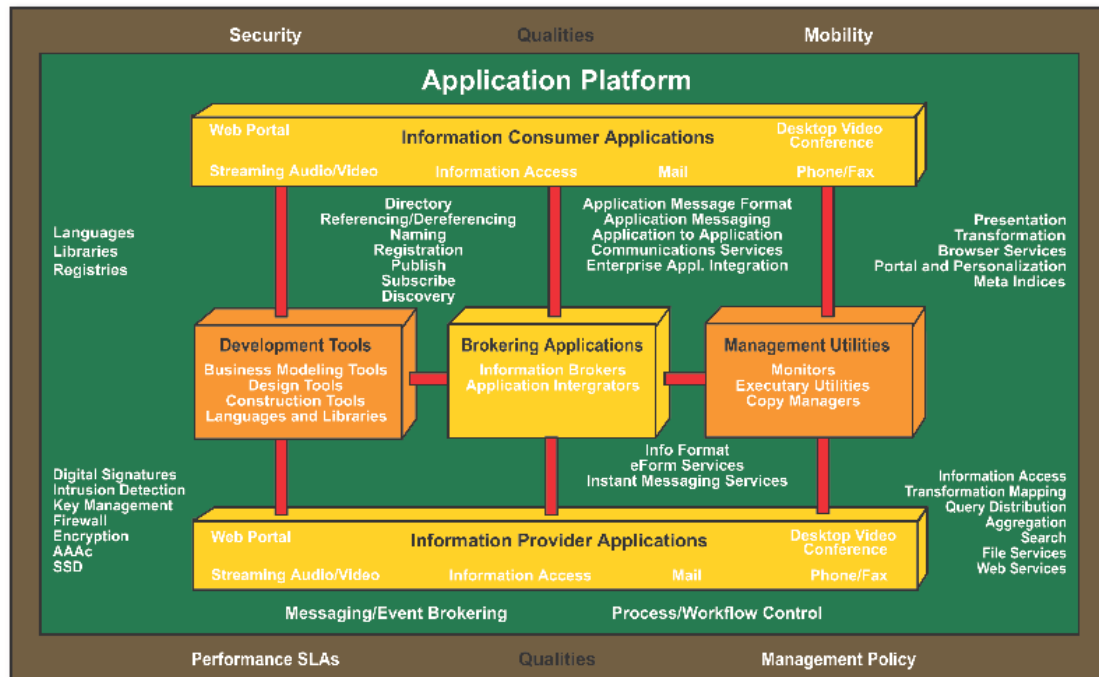 Security
Qualities
Mobility
Application Platform
Web Portal
Information Consumer Applications
Desktop Video
Conference
Streaming Audio/Video
Information Access
Mail
Phone/Fax
Languages
Libraries
Registries
Directory
Referencing/Dereferencing
Naming
Registration
Publish
Subscribe
Discovery
Application Message Format
Application Messaging
Application to Application
Communications Services
Enterprise Appl. Integration
Presentation
Transformation
Browser Services
Portal and Personalization
Meta Indices
Development Tools
Business Modeling Tools
Design Tools
Construction Tools
Languages and Libraries
Brokering Applications
Information Brokers
Application Intergrators
Management Utilities
Monitors
Executary Utilities
Copy Managers
Digital Signatures
Intrusion Detection
Key Management
Firewall
Encryption
AAAc
SSD
Info Format
eForm Services
Instant Messaging Services
Information Access
Transformation Mapping
Query Distribution
Aggregation
Search
File Services
Web Services
Web Portal
Information Provider Applications
Desktop Video
Conference
Streaming Audio/Video
Information Access
Mail
Phone/Fax
Messaging/Event Brokering
Process/Workflow Control
Performance SLAs
Qualities
Management Policy